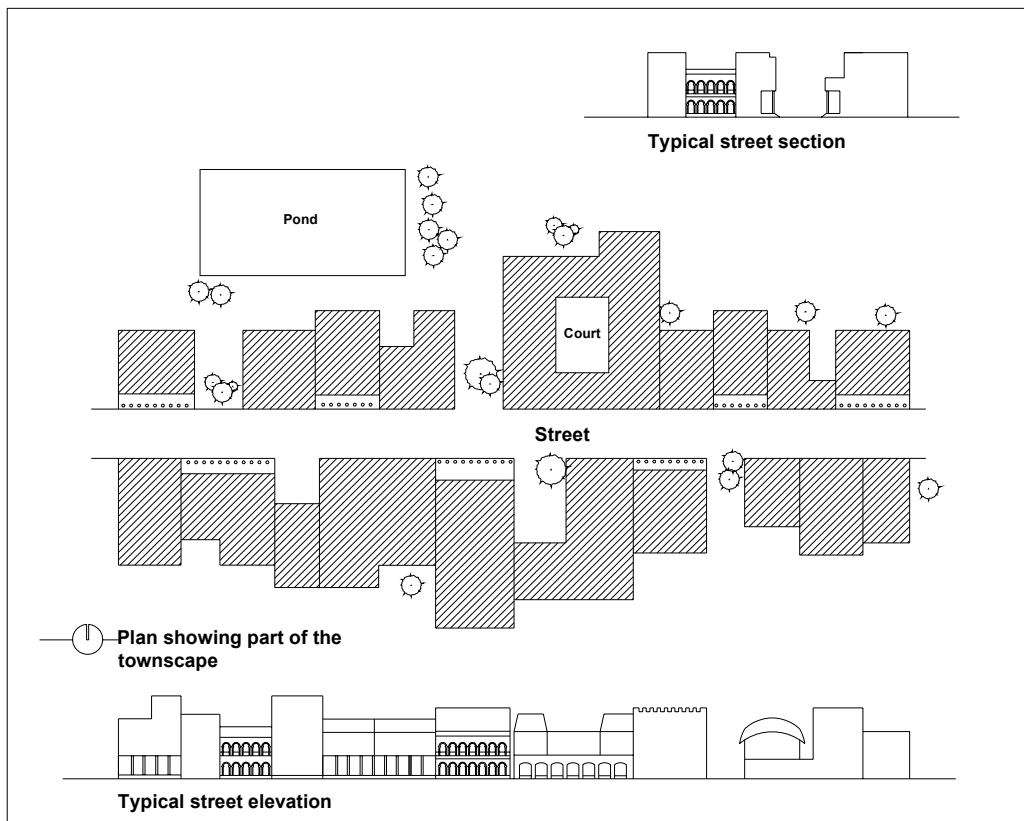 Typical street section
Pond
Court
Street
Plan showing part of the
townscape
Typical street elevation